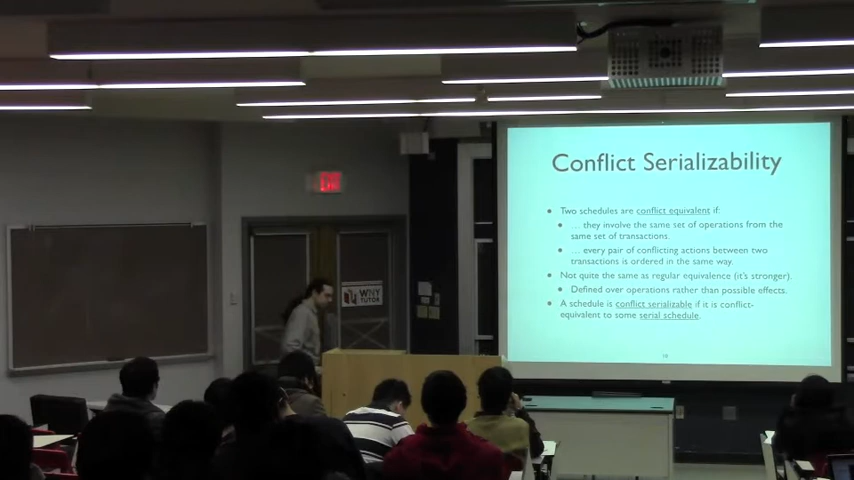 EXIT
WNY
TUTOR
Conflict Serializability
• Two schedules are conflict equivalent if:
• ... they involve the same set of operations from the
same set of transactions.
• ... every pair of conflicting actions between two
transactions is ordered in the same way.
• Not quite the same as regular equivalence (it's stronger).
• Defined over operations rather than possible effects.
• A schedule is conflict serializable if it is conflict-
equivalent to some serial schedule.